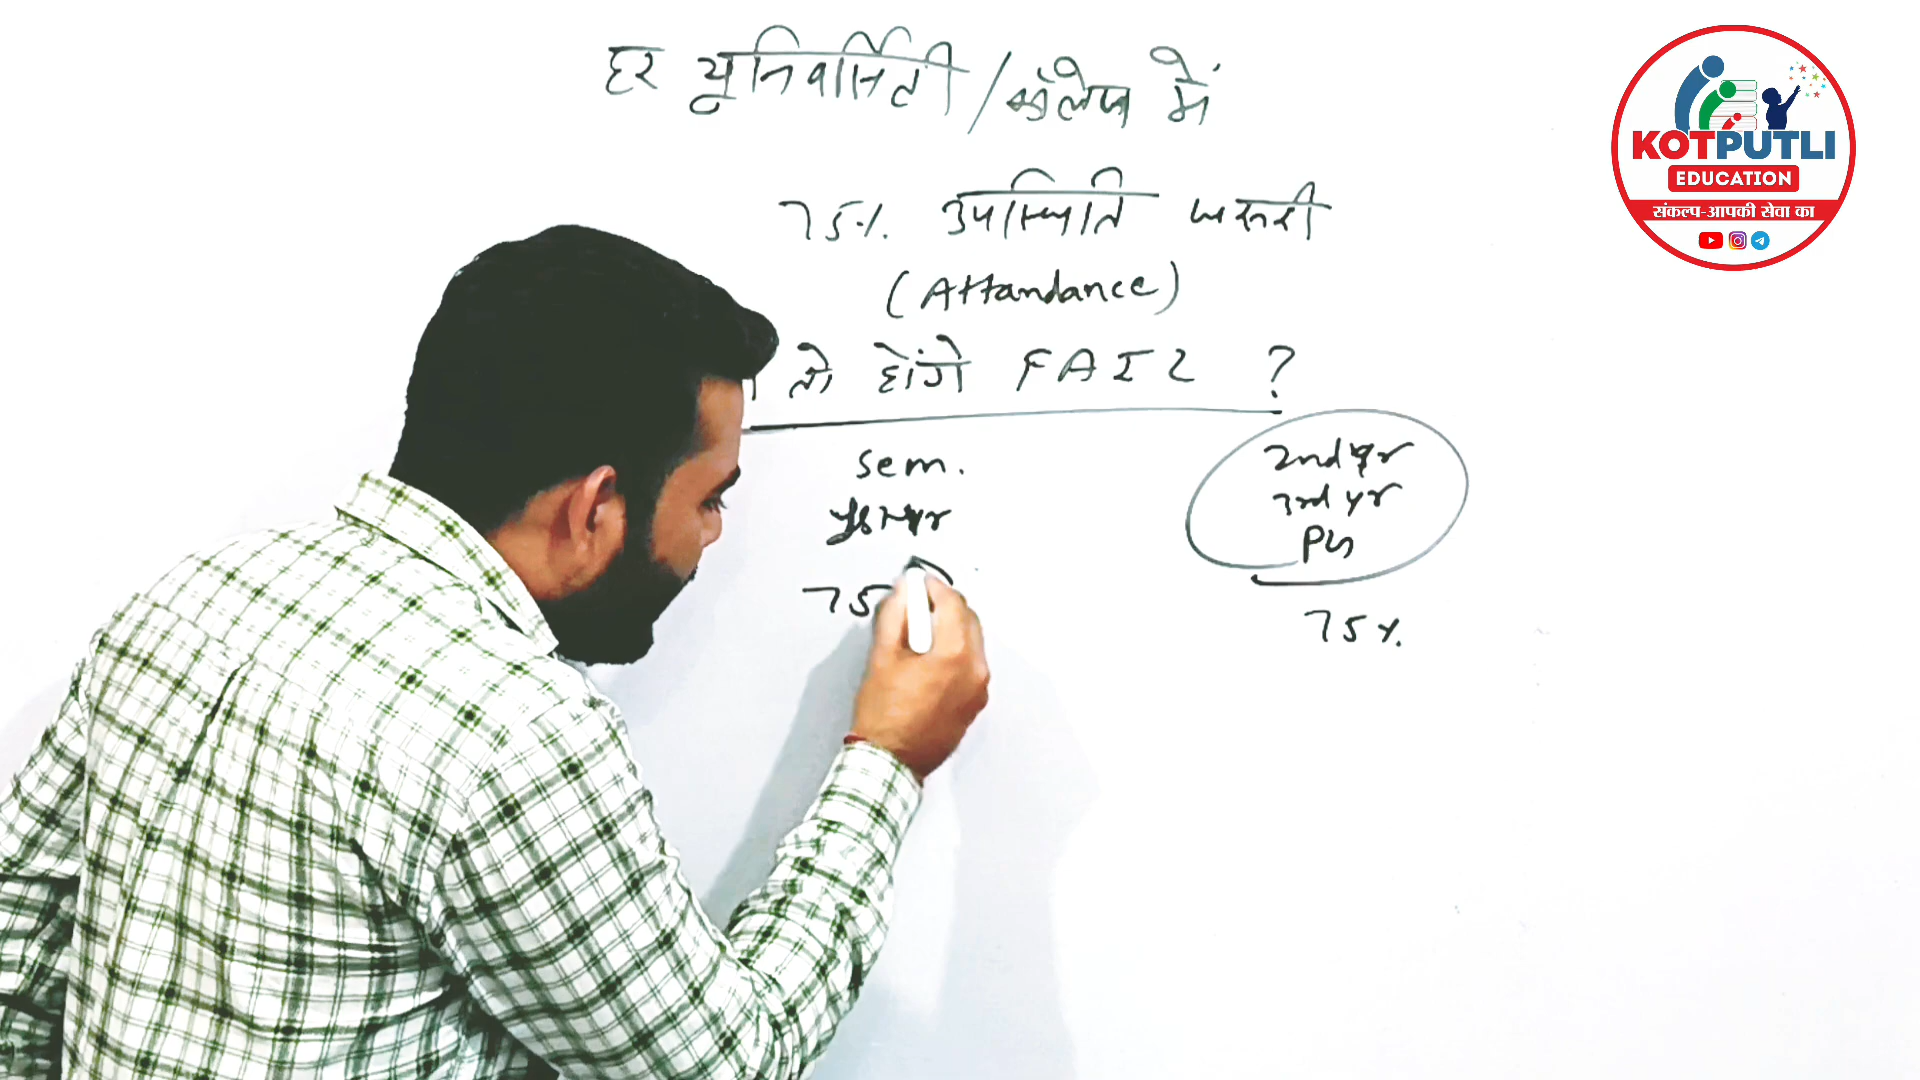 हर यूनिवर्सिटी/कॉलेज में
75% उपस्थिति जरूरी
(Attandance)
तो होंगे FAIL ?
Sem.
75
2nd yr
3rd yr
PG
75%
KOTPUTLI
EDUCATION
संकल्प-आपकी सेवा का